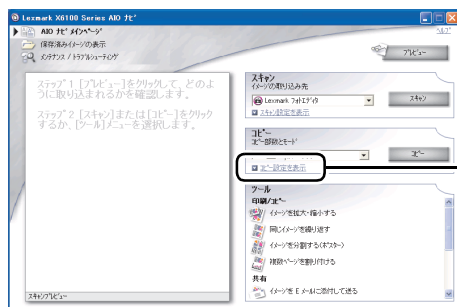 Lexmark X6100 Series AIO ﾅﾋﾞ
AIO ﾅﾋﾞ ﾒｲﾝﾍﾟｰｼﾞ
保存済みイメージの表示
ﾒﾝﾃﾅﾝｽ / ﾄﾗﾌﾞﾙｼｭｰﾃｨﾝｸﾞ
ﾍﾙﾌﾟ
ﾌﾟﾚﾋﾞｭｰ
ステップ 1 [プレビュー]をクリックして、どのよ
うに取り込まれるかを確認します。
ステップ 2 [スキャン]または[コピー]をクリック
するか、[ツール]メニューを選択します。
スキャン
イメージの取り込み先
Lexmark ﾌｫﾄｴﾃﾞｨﾀ
スキャン
スキャン設定を表示
コピー
ｺﾋﾟｰ部数とﾓｰﾄﾞ
コピー
ｺﾋﾟｰ設定を表示
ツール
印刷/ｺﾋﾟｰ
イメージを拡大・縮小する
同じイメージを繰り返す
イメージを分割する(ポスター)
複数ページを割り付ける
共有
イメージを E メールに添付して送る
ｽｷｬﾝﾌﾟﾚﾋﾞｭｰ